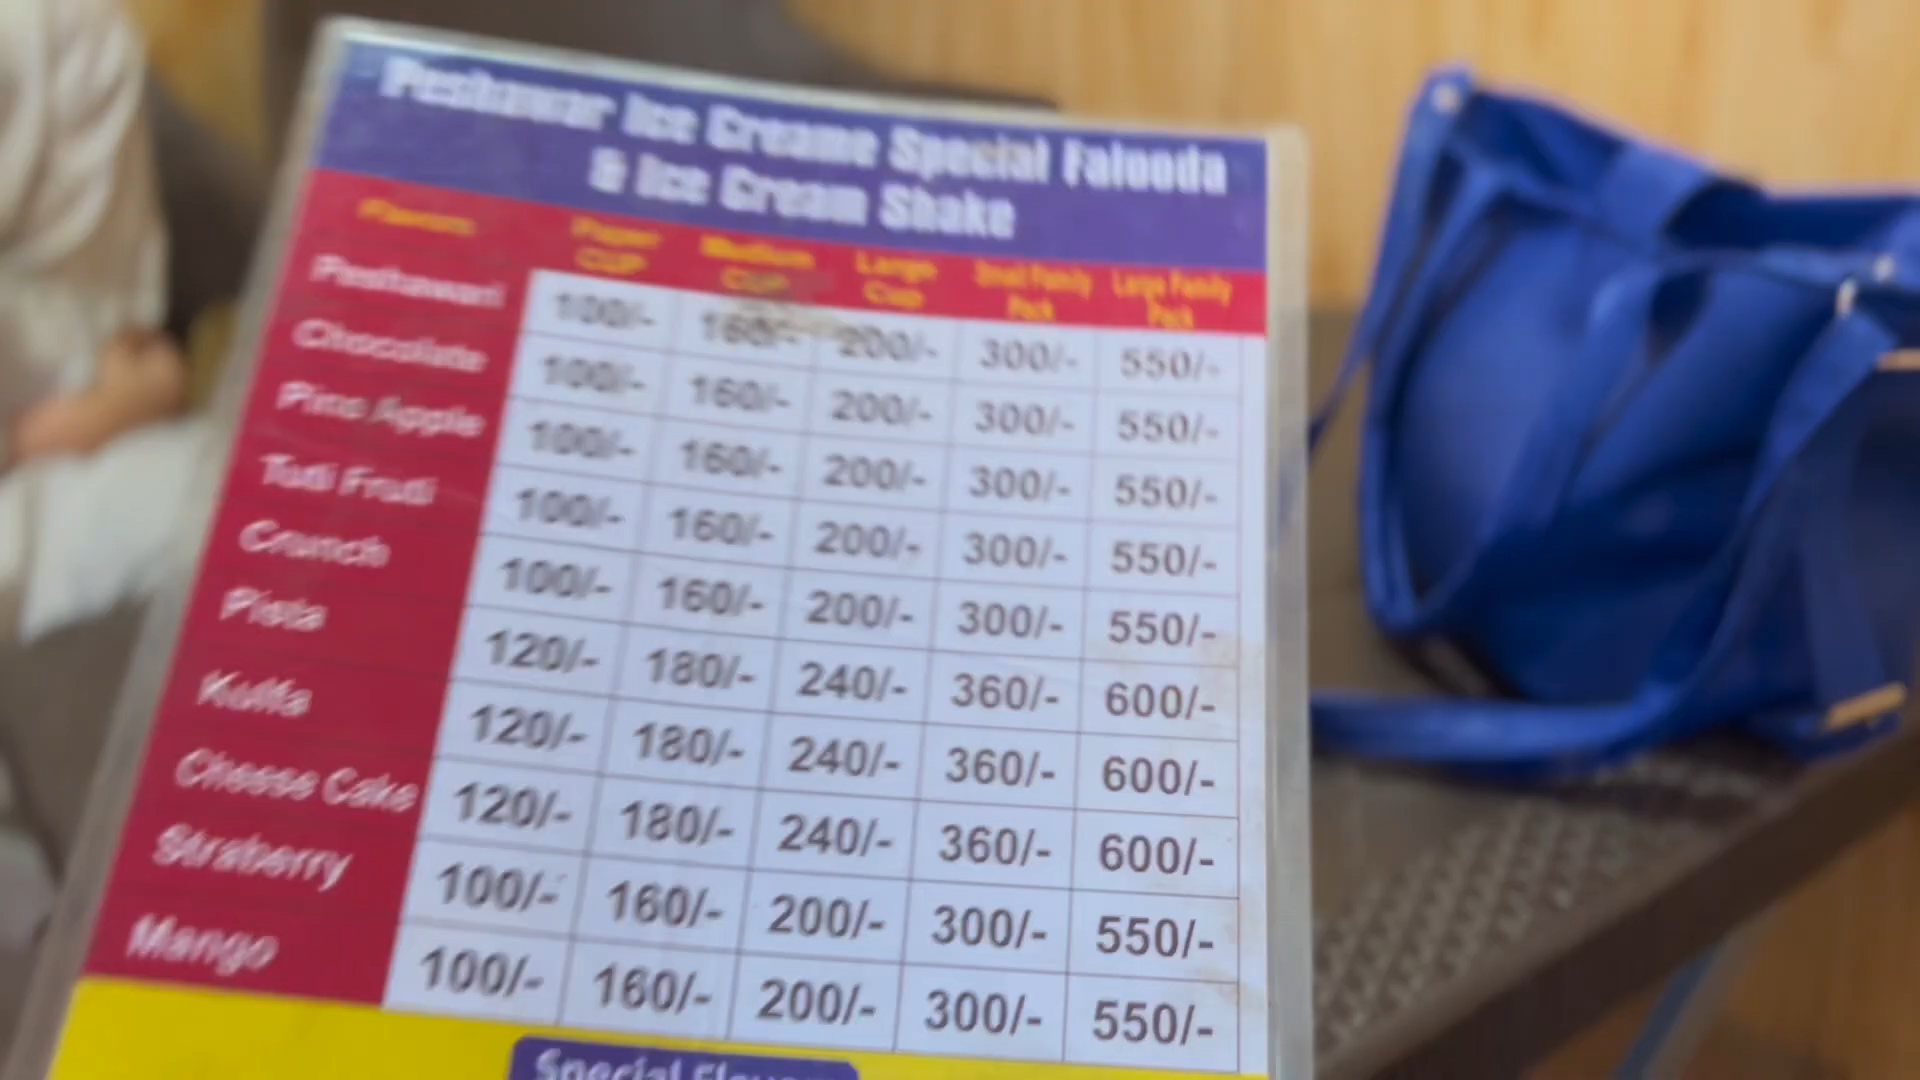 Peshawar Ice Creame Special Falooda
& Ice Cream Shake
Flavors Paper CUP Medium CUP Large Cup Small Family Pack Large Family Pack
Peshawari 100/- 160/- 200/- 300/- 550/-
Chocolate 100/- 160/- 200/- 300/- 550/-
Pine Apple 100/- 160/- 200/- 300/- 550/-
Tuti Fruti 100/- 160/- 200/- 300/- 550/-
Crunch 100/- 160/- 200/- 300/- 550/-
Pista 120/- 180/- 240/- 360/- 600/-
Kulfa 120/- 180/- 240/- 360/- 600/-
Cheese Cake 120/- 180/- 240/- 360/- 600/-
Straberry 100/- 160/- 200/- 300/- 550/-
Mango 100/- 160/- 200/- 300/- 550/-
Special